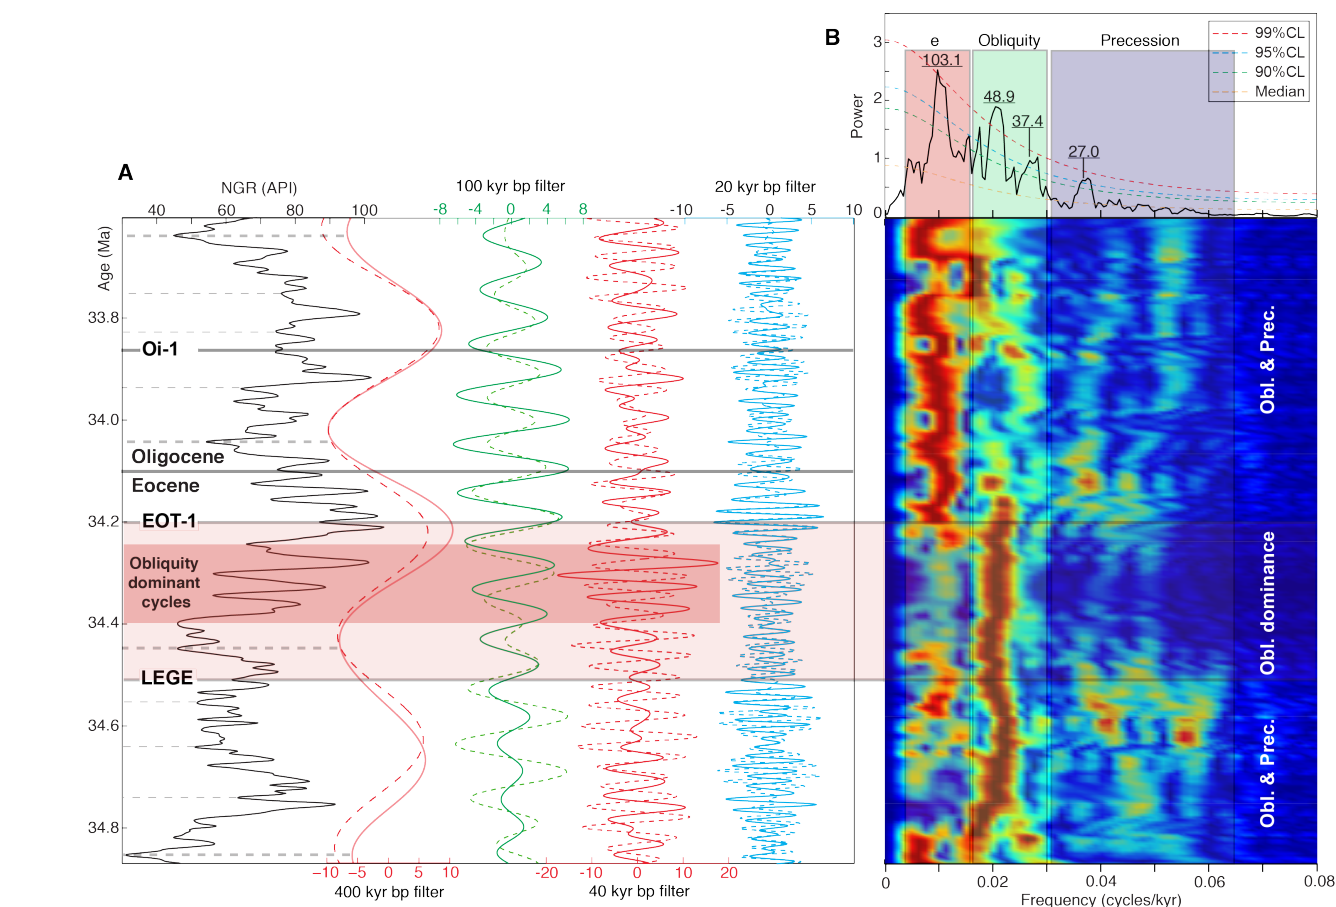 B
99%CL
95%CL
90%CL
Median
e
Obliquity
Precession
103.1
48.9
37.4
27.0
Power
3
2
1
0
A
NGR (API)
100 kyr bp filter
20 kyr bp filter
40 60 80 100
-8 -4 0 4 8
-10 -5 0 5 10
Age (Ma)
33.8
Oi-1
34.0
Oligocene
Eocene
34.2
EOT-1
Obliquity
dominant
cycles
34.4
LEGE
34.6
34.8
Obl. & Prec.
Obl. dominance
Obl. & Prec.
−10 −5 0 5 10
-20 -10 0 10 20
400 kyr bp filter
40 kyr bp filter
0 0.02 0.04 0.06 0.08
Frequency (cycles/kyr)